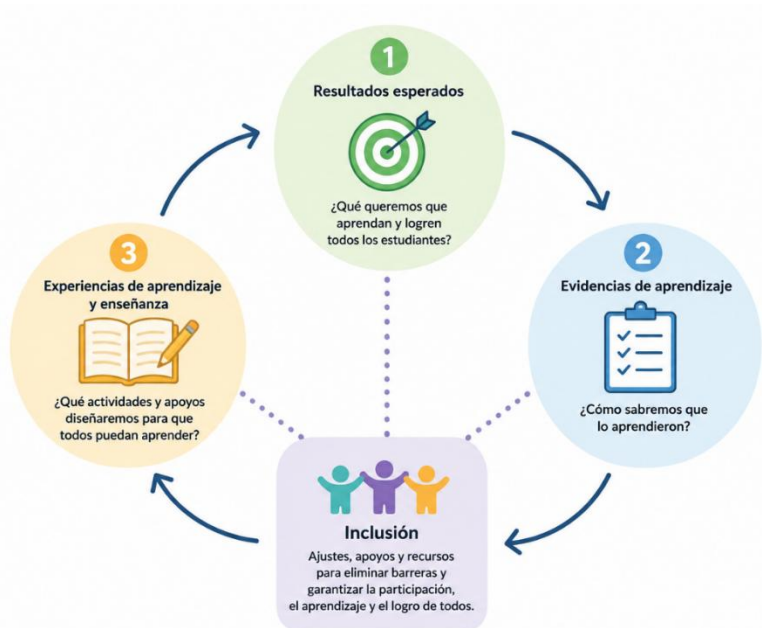 1
Resultados esperados
¿Qué queremos que
aprendan y logren
todos los estudiantes?
2
Evidencias de aprendizaje
¿Cómo sabremos que
lo aprendieron?
3
Experiencias de aprendizaje
y enseñanza
¿Qué actividades y apoyos
diseñaremos para que
todos puedan aprender?
Inclusión
Ajustes, apoyos y recursos
para eliminar barreras y
garantizar la participación,
el aprendizaje y el logro de todos.